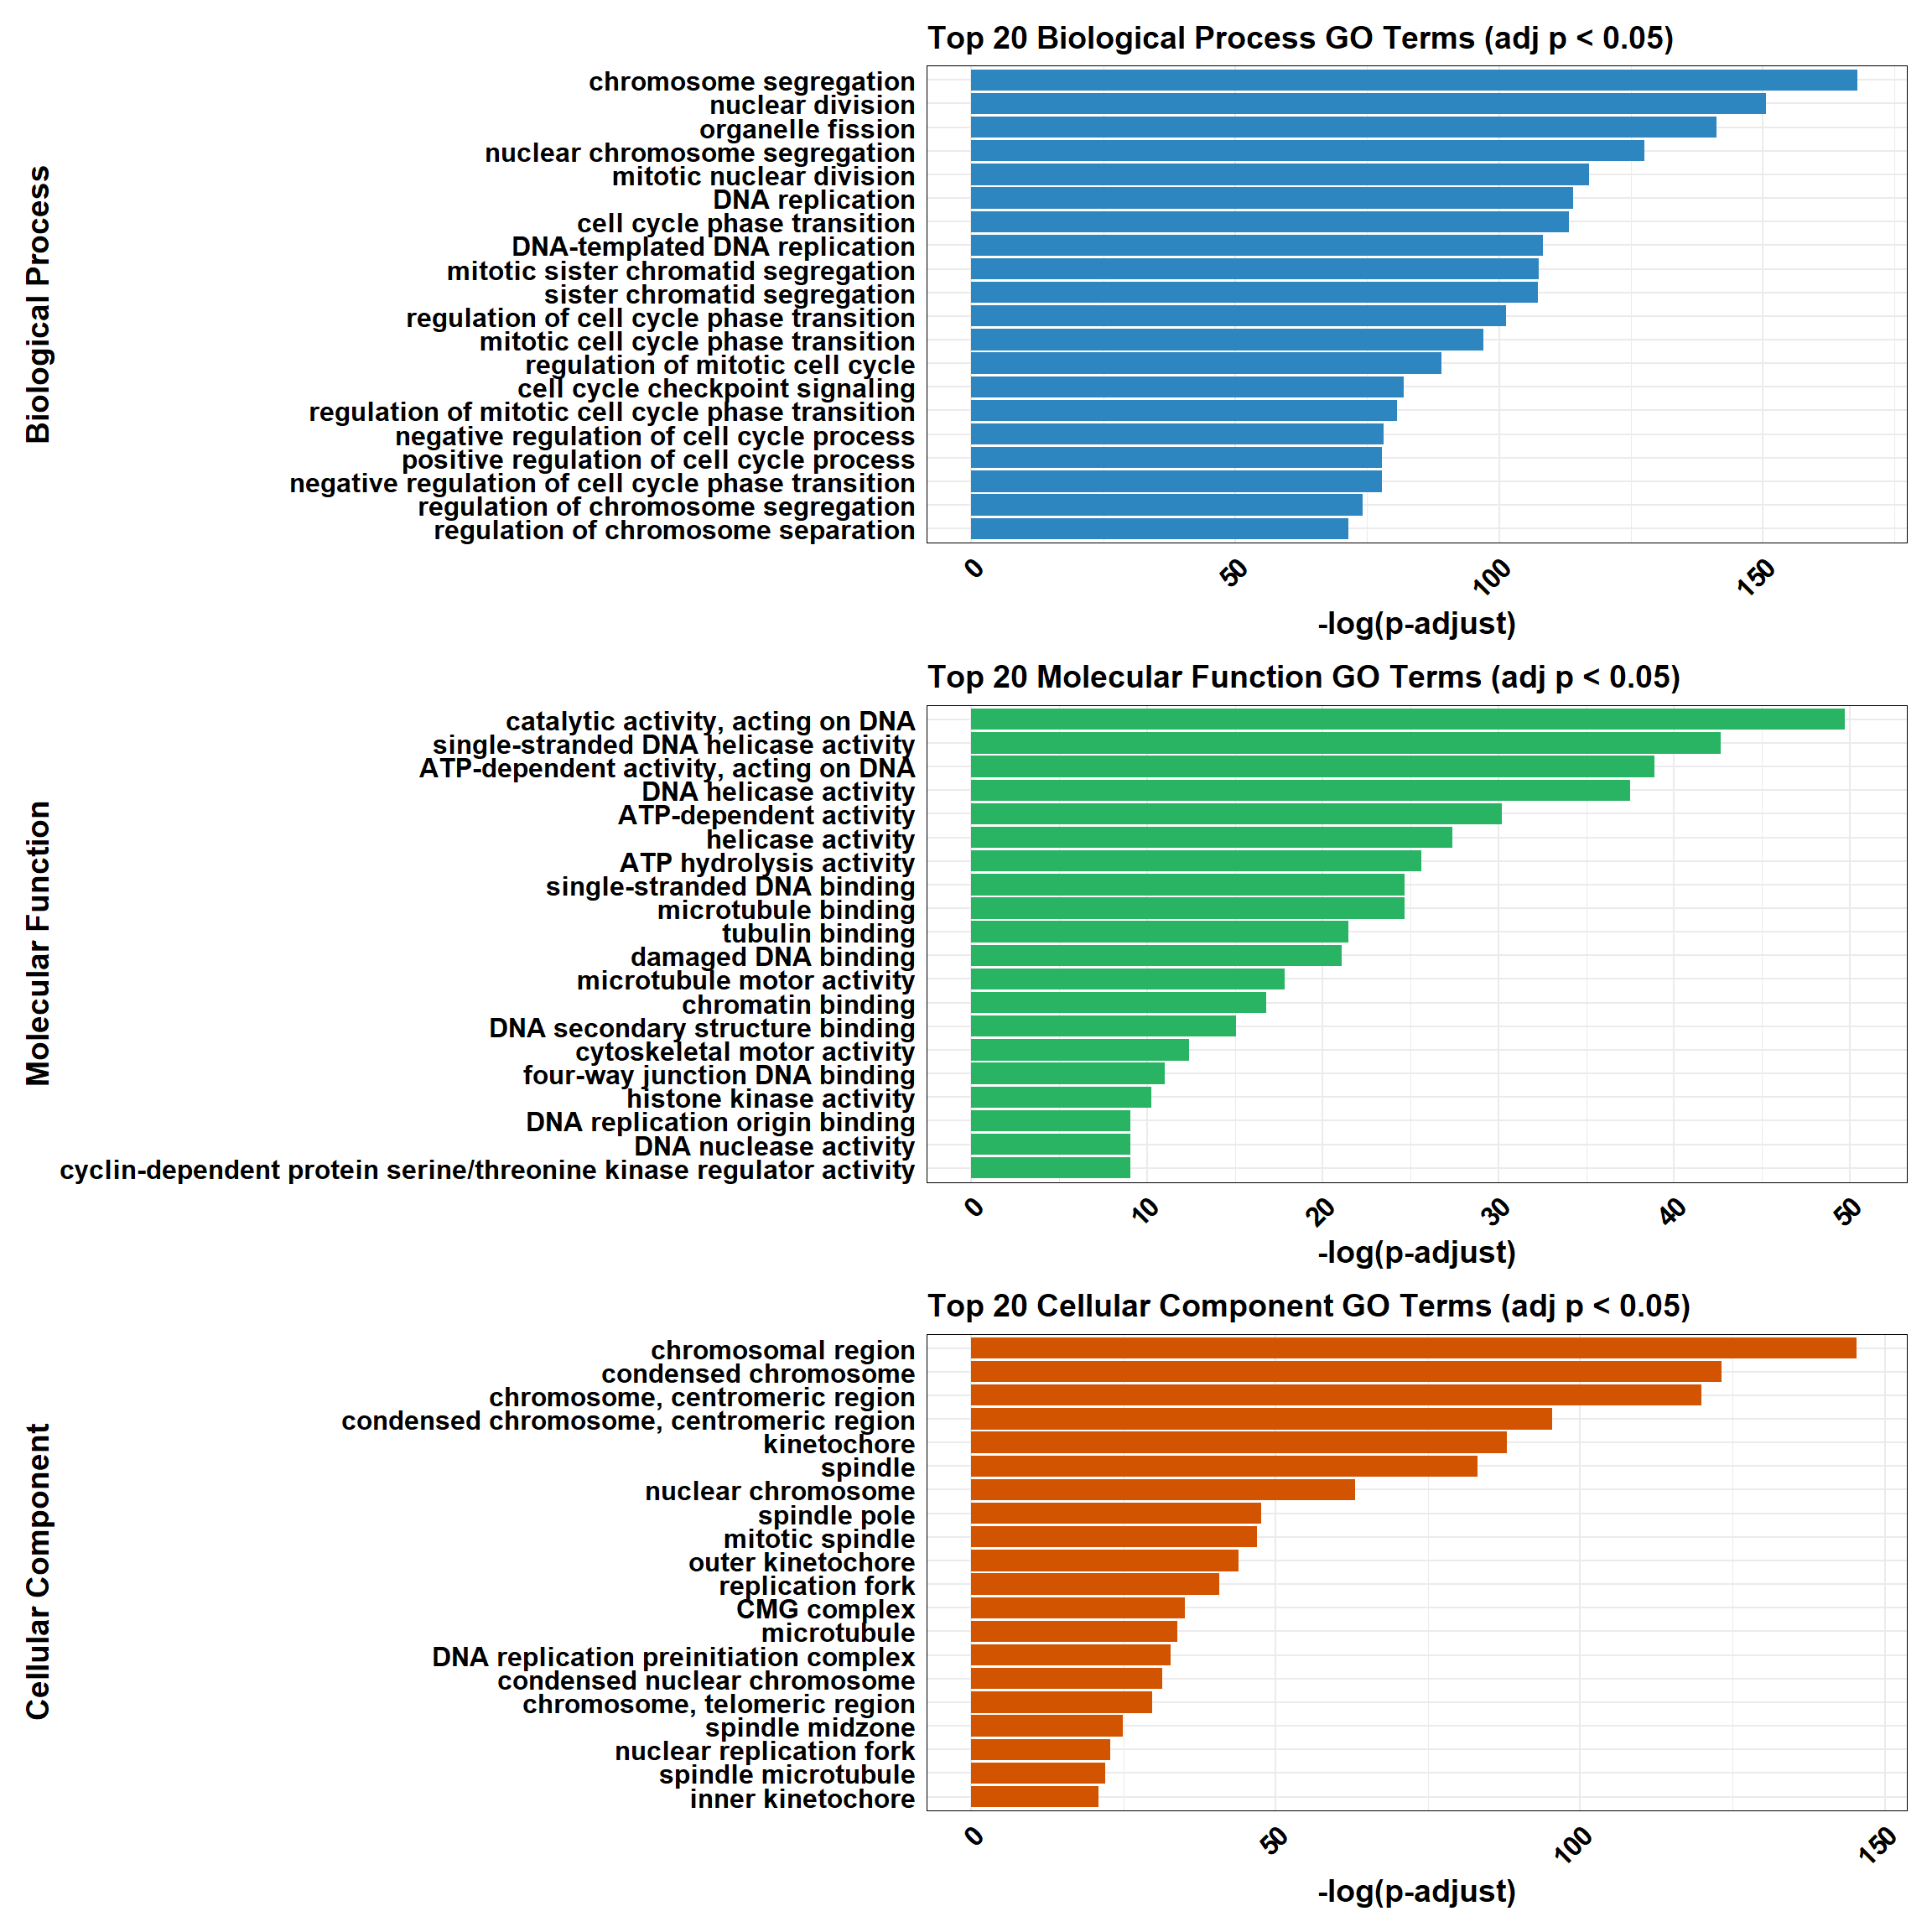 Top 20 Biological Process GO Terms (adj p < 0.05)
Biological Process
chromosome segregation
nuclear division
organelle fission
nuclear chromosome segregation
mitotic nuclear division
DNA replication
cell cycle phase transition
DNA-templated DNA replication
mitotic sister chromatid segregation
sister chromatid segregation
regulation of cell cycle phase transition
mitotic cell cycle phase transition
regulation of mitotic cell cycle
cell cycle checkpoint signaling
regulation of mitotic cell cycle phase transition
negative regulation of cell cycle process
positive regulation of cell cycle process
negative regulation of cell cycle phase transition
regulation of chromosome segregation
regulation of chromosome separation
0 50 100 150
-log(p-adjust)
Top 20 Molecular Function GO Terms (adj p < 0.05)
Molecular Function
catalytic activity, acting on DNA
single-stranded DNA helicase activity
ATP-dependent activity, acting on DNA
DNA helicase activity
ATP-dependent activity
helicase activity
ATP hydrolysis activity
single-stranded DNA binding
microtubule binding
tubulin binding
damaged DNA binding
microtubule motor activity
chromatin binding
DNA secondary structure binding
cytoskeletal motor activity
four-way junction DNA binding
histone kinase activity
DNA replication origin binding
DNA nuclease activity
cyclin-dependent protein serine/threonine kinase regulator activity
0 10 20 30 40 50
-log(p-adjust)
Top 20 Cellular Component GO Terms (adj p < 0.05)
Cellular Component
chromosomal region
condensed chromosome
chromosome, centromeric region
condensed chromosome, centromeric region
kinetochore
spindle
nuclear chromosome
spindle pole
mitotic spindle
outer kinetochore
replication fork
CMG complex
microtubule
DNA replication preinitiation complex
condensed nuclear chromosome
chromosome, telomeric region
spindle midzone
nuclear replication fork
spindle microtubule
inner kinetochore
0 50 100 150
-log(p-adjust)